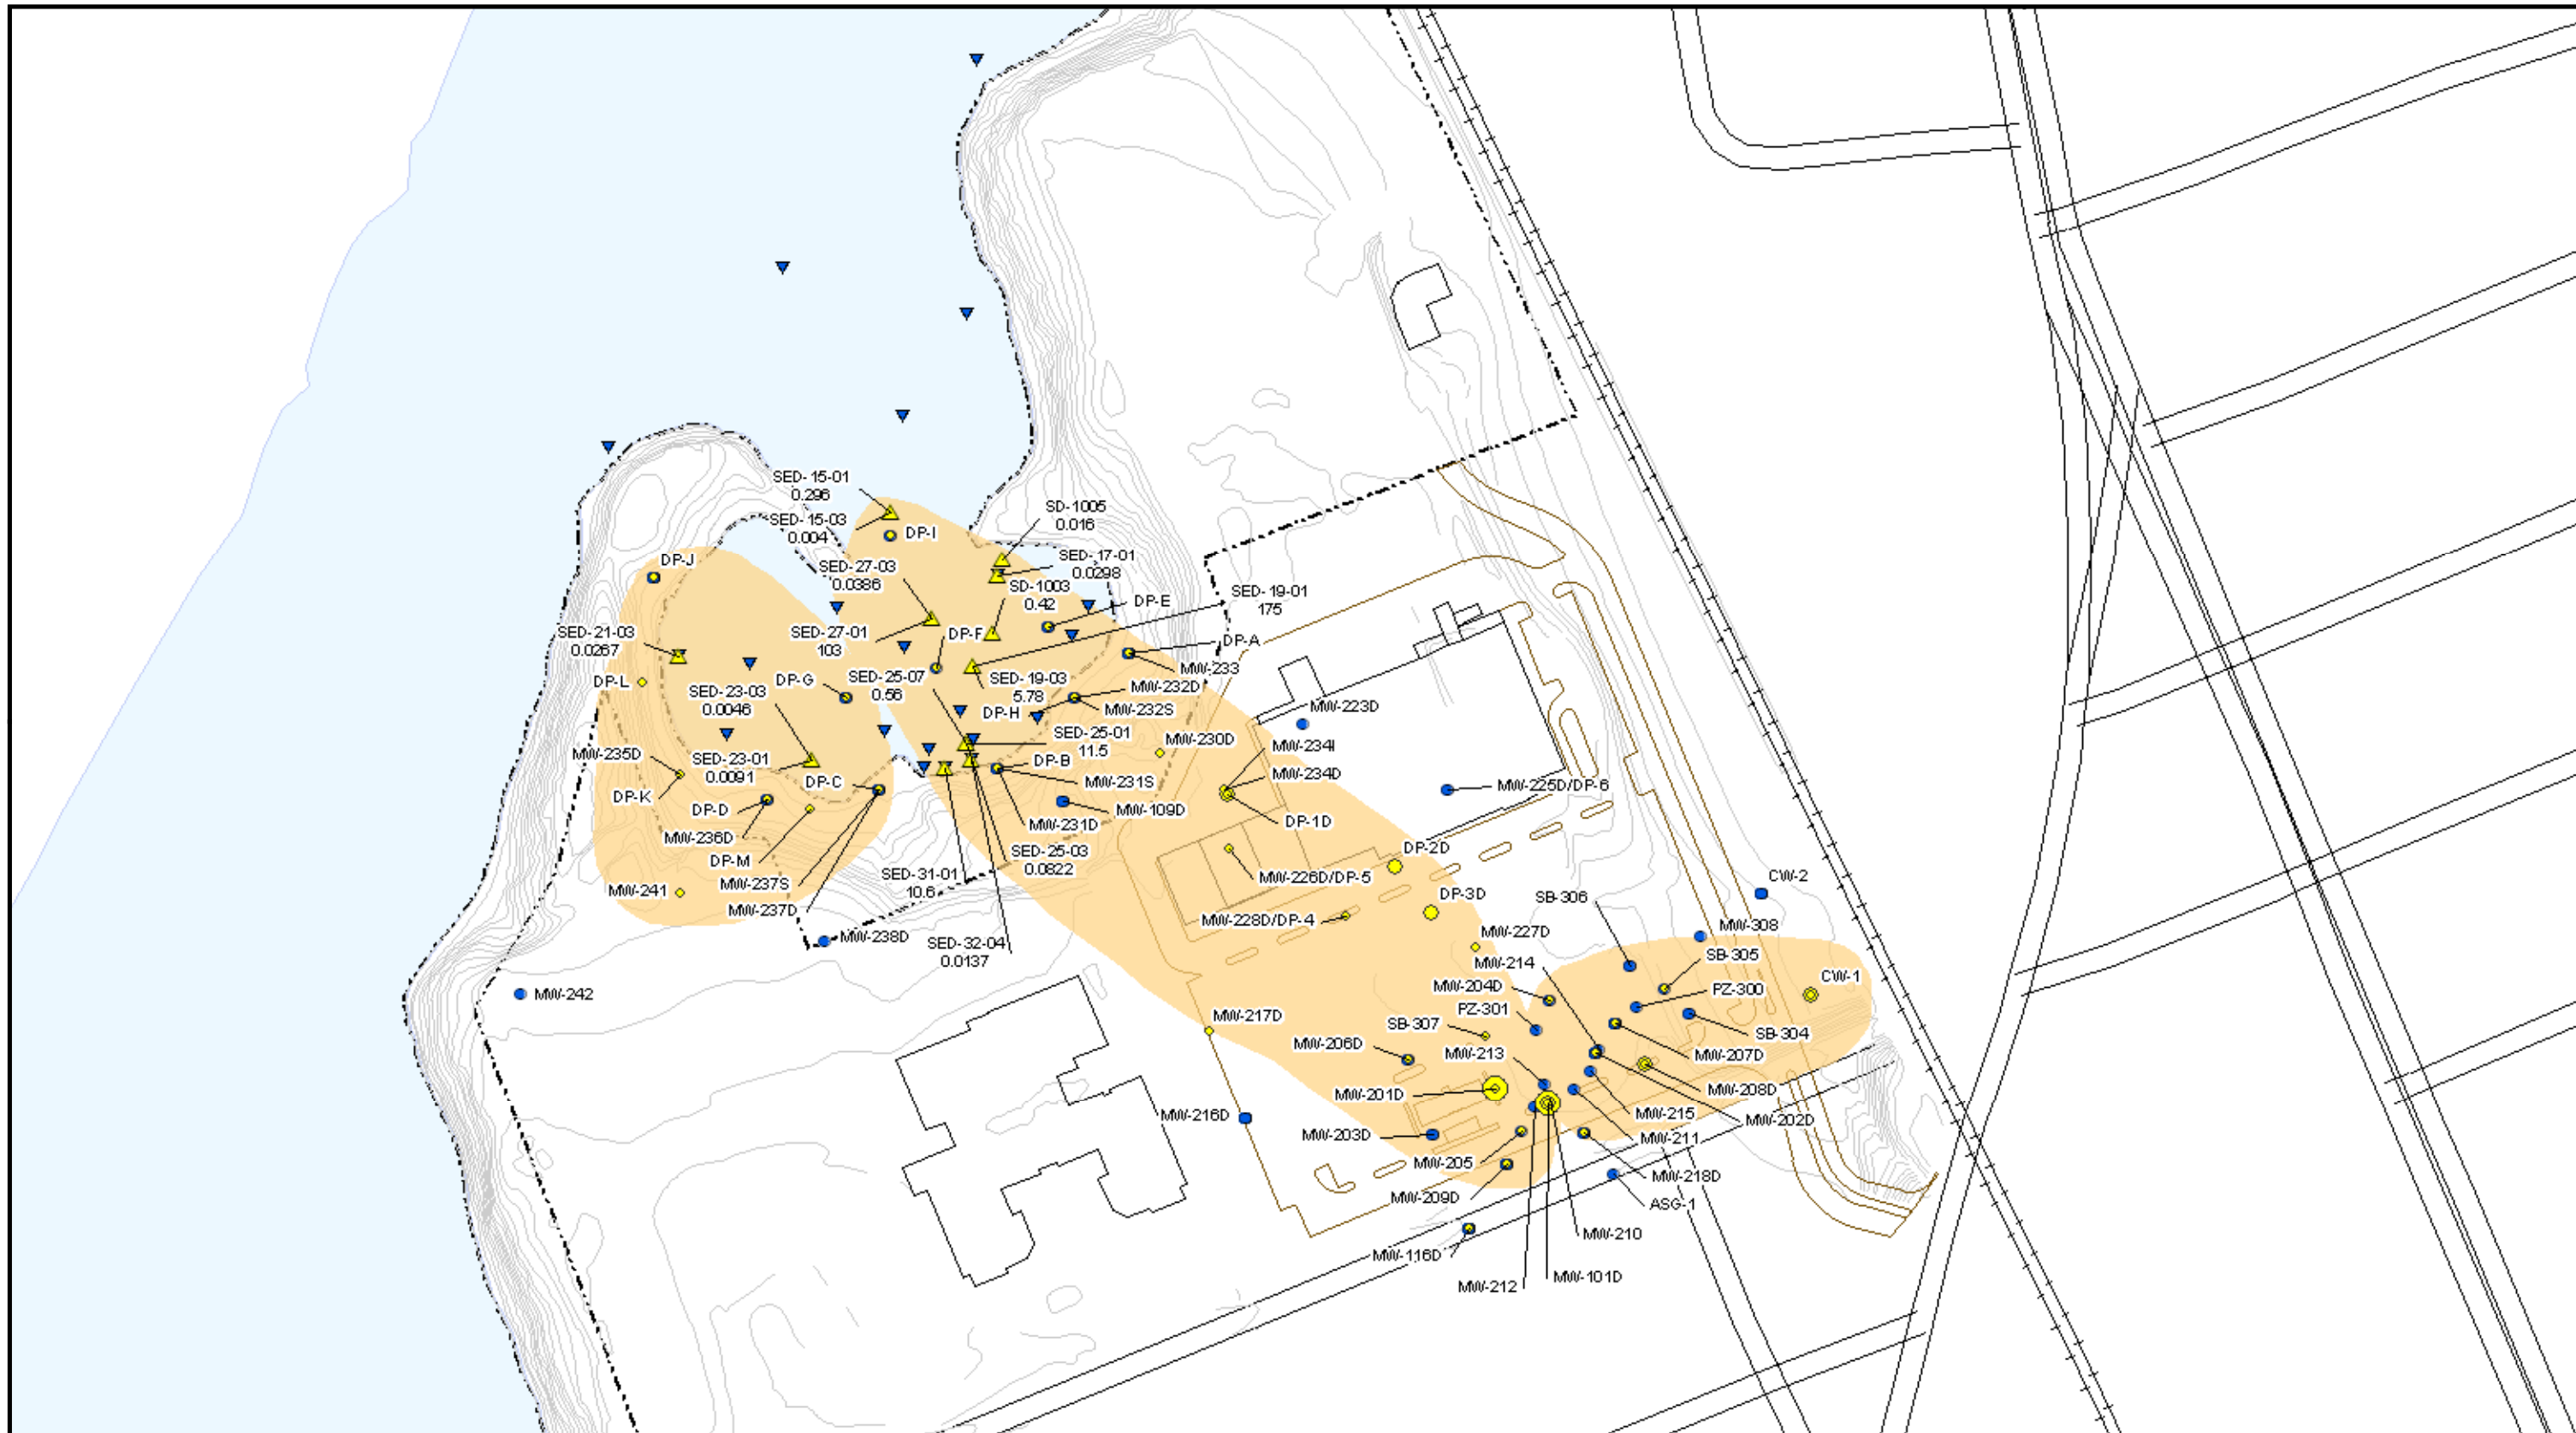 SED-15-01
0.296
SED-15-03
0.004
DP-I
SD-1005
0.016
SED-17-01
0.0298
SED-27-03
0.0386
SD-1003
0.42
SED-19-01
175
DP-J
DP-E
SED-27-01
103
DP-F
DP-A
SED-21-03
0.0267
MW-233
DP-L
DP-G
SED-25-07
0.56
SED-19-03
5.78
MW-232D
SED-23-03
0.0046
DP-H
MW-232S
MW-223D
SED-25-01
11.5
MW-230D
MW-234I
MW-235D
SED-23-01
0.0091
DP-B
MW-234D
DP-C
MW-231S
MW-225D/DP-6
DP-K
DP-D
MW-109D
MW-236D
MW-231D
DP-1D
DP-M
SED-25-03
0.0822
DP-2D
MW-237S
SED-31-01
10.6
MW-226D/DP-5
CW-2
MW-241
SB-306
MW-237D
DP-3D
MW-228D/DP-4
MW-308
MW-238D
SED-32-04
0.0137
MW-227D
SB-305
MW-214
CW-1
MW-242
MW-204D
PZ-300
PZ-301
MW-217D
SB-307
SB-304
MW-206D
MW-213
MW-207D
MW-201D
MW-208D
MW-216D
MW-215
MW-202D
MW-203D
MW-211
MW-205
MW-218D
MW-209D
ASG-1
MW-210
MW-116D
MW-212
MW-101D